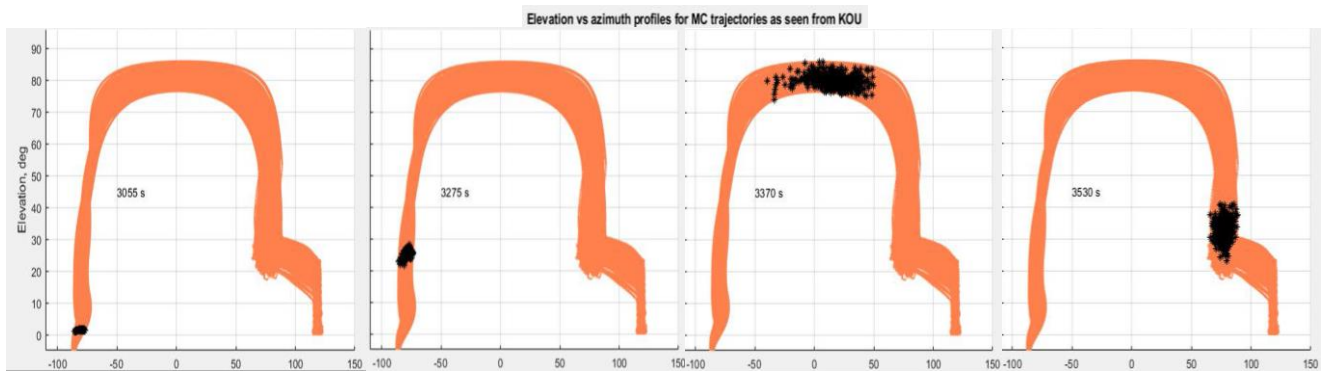 Elevation vs azimuth profiles for MC trajectories as seen from KOU
Elevation, deg
90
80
70
60
50
40
30
20
10
0
3055 s
3275 s
3370 s
3530 s
-100 -50 0 50 100 150
-100 -50 0 50 100 150
-100 -50 0 50 100 150
-100 -50 0 50 100 150